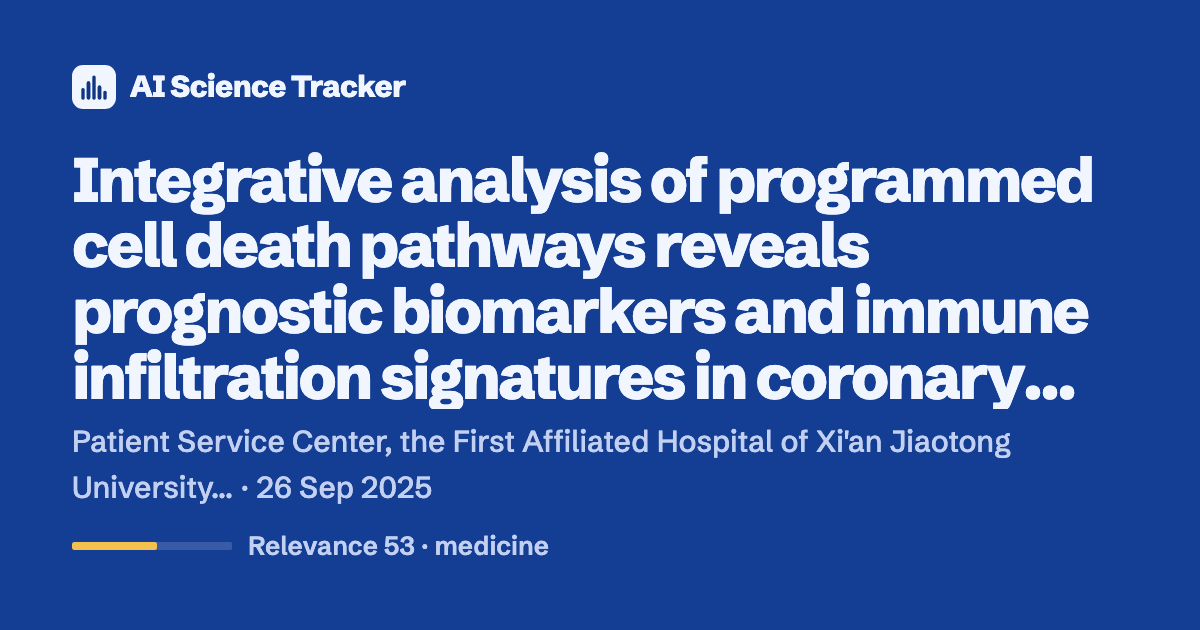 AI Science Tracker
Integrative analysis of programmed
cell death pathways reveals
prognostic biomarkers and immune
infiltration signatures in coronary...
Patient Service Center, the First Affiliated Hospital of Xi'an Jiaotong
University... · 26 Sep 2025
Relevance 53 · medicine